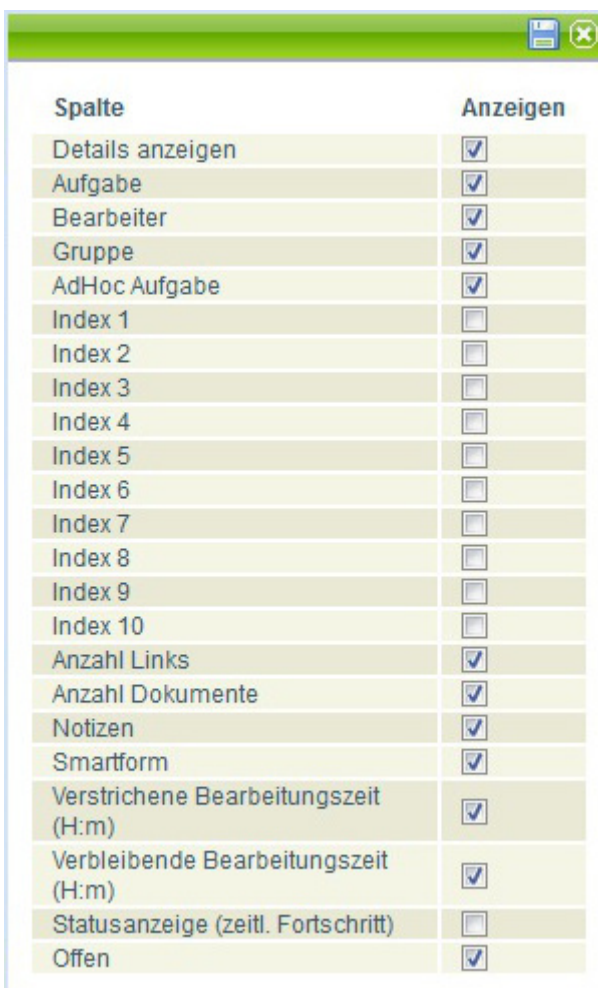 Spalte Anzeigen
Details anzeigen
Aufgabe
Bearbeiter
Gruppe
AdHoc Aufgabe
Index 1
Index 2
Index 3
Index 4
Index 5
Index 6
Index 7
Index 8
Index 9
Index 10
Anzahl Links
Anzahl Dokumente
Notizen
Smartform
Verstrichene Bearbeitungszeit
(H:m)
Verbleibende Bearbeitungszeit
(H:m)
Statusanzeige (zeitl. Fortschritt)
Offen